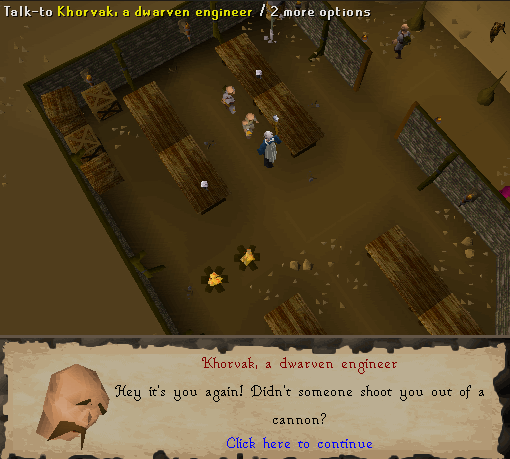 Talk-to Khorvak, a dwarven engineer / 2 more options
Khorvak, a dwarven engineer
Hey it's you again! Didn't someone shoot you out of a
cannon?
Click here to continue